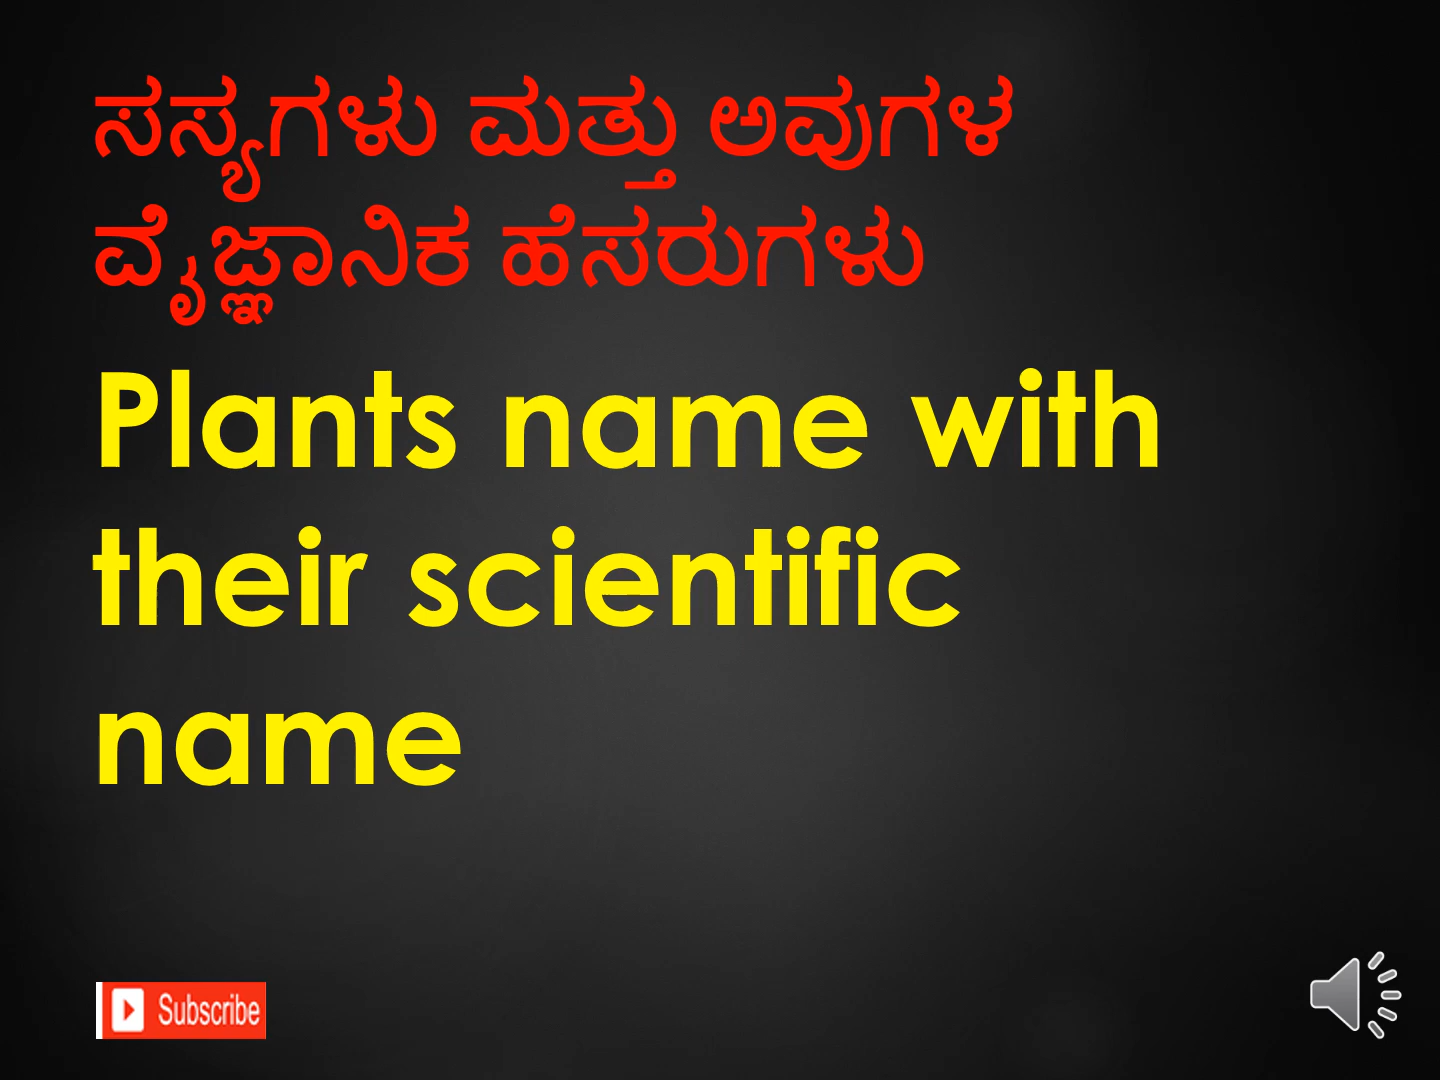 ಸಸ್ಯಗಳು ಮತ್ತು ಅವುಗಳ
ವೈಜ್ಞಾನಿಕ ಹೆಸರುಗಳು
Plants name with
their scientific
name
Subscribe